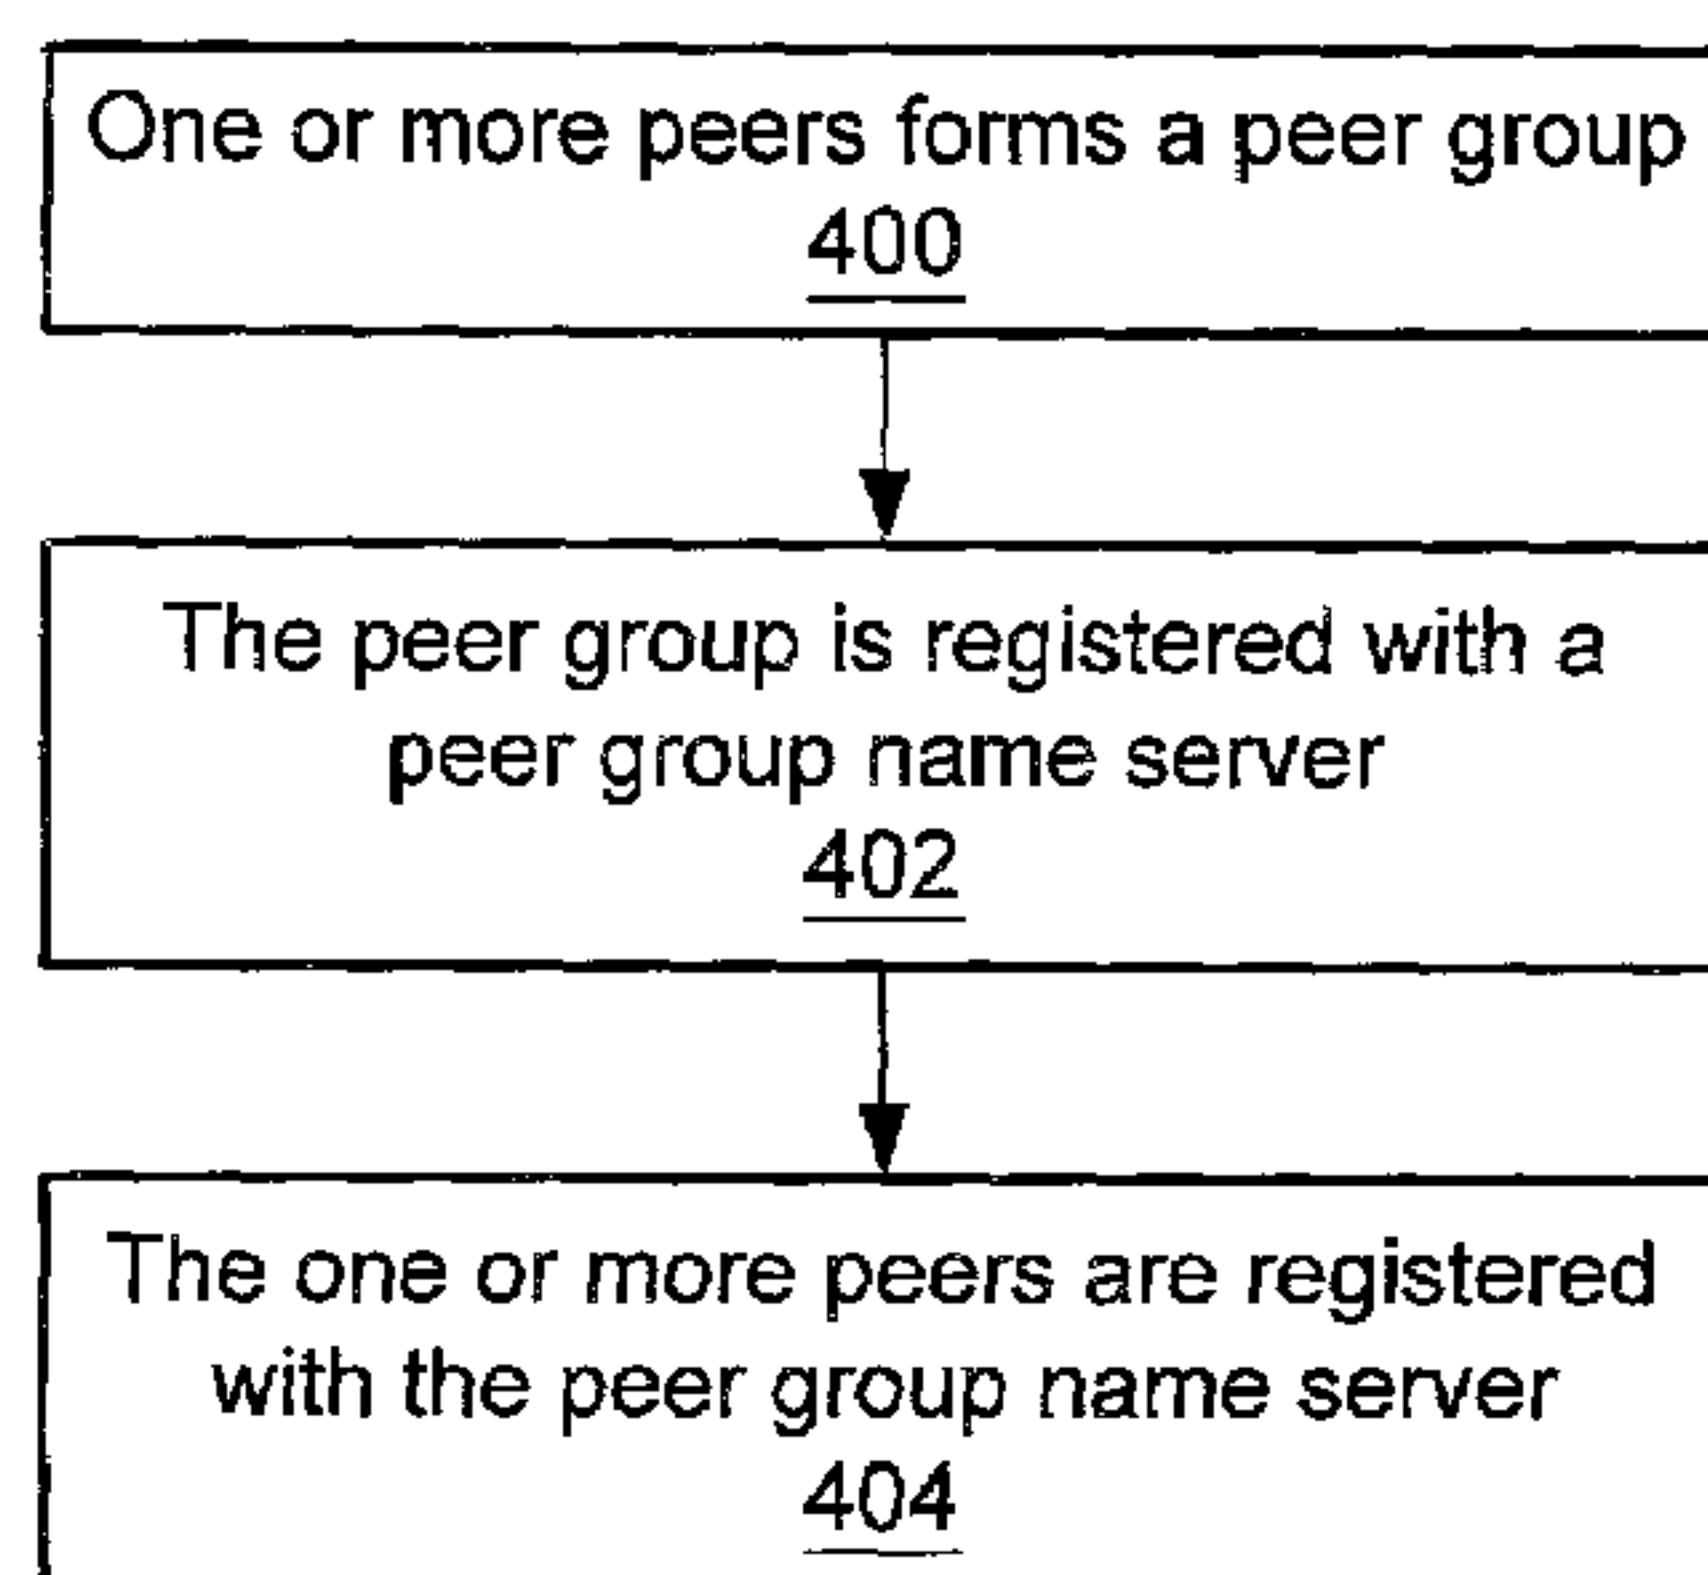 One or more peers forms a peer group
400
The peer group is registered with a
peer group name server
402
The one or more peers are registered
with the peer group name server
404